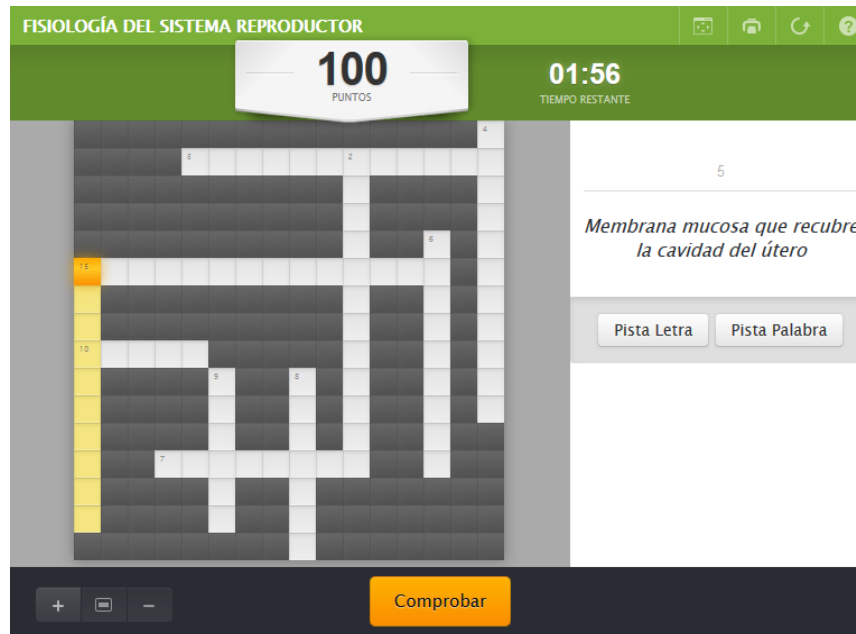 FISIOLOGÍA DEL SISTEMA REPRODUCTOR
?
100
PUNTOS
01:56
TIEMPO RESTANTE
4
3 2
6
15
10
9 8
7
5
Membrana mucosa que recubre
la cavidad del útero
Pista Letra Pista Palabra
+ −
Comprobar